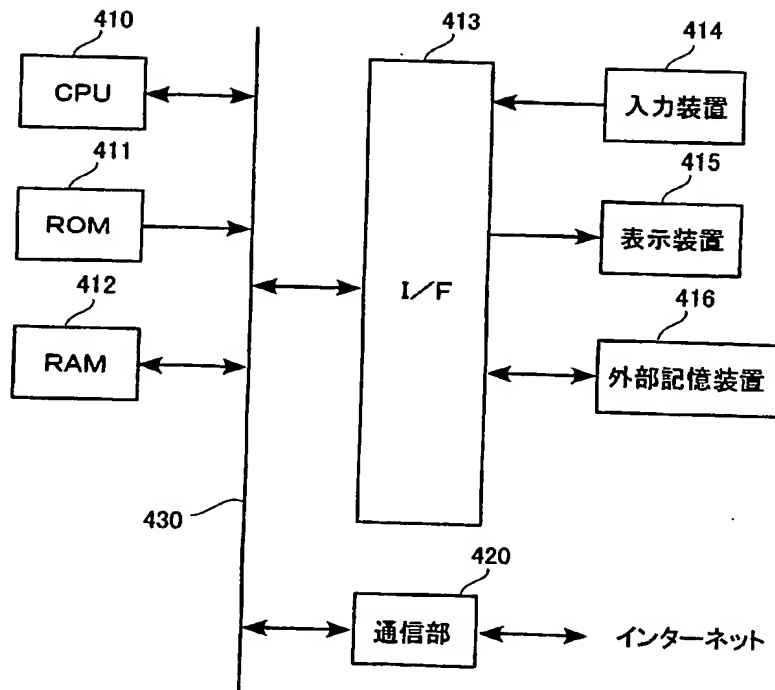 410
CPU
411
ROM
412
RAM
430
413
I/F
414
入力装置
415
表示装置
416
外部記憶装置
420
通信部
インターネット